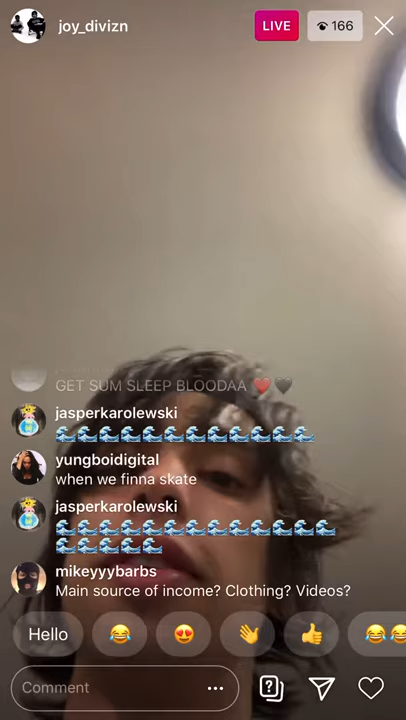 joy_divizn
LIVE
166
GET SUM SLEEP BLOODAA ❤️🖤
jasperkarolewski
🌊🌊🌊🌊🌊🌊🌊🌊🌊🌊🌊🌊
yungboidigital
when we finna skate
jasperkarolewski
🌊🌊🌊🌊🌊🌊🌊🌊🌊🌊🌊🌊🌊
🌊🌊🌊🌊🌊
mikeyyybarbs
Main source of income? Clothing? Videos?
Hello 😂 😍 👋 👍 😂😂
Comment